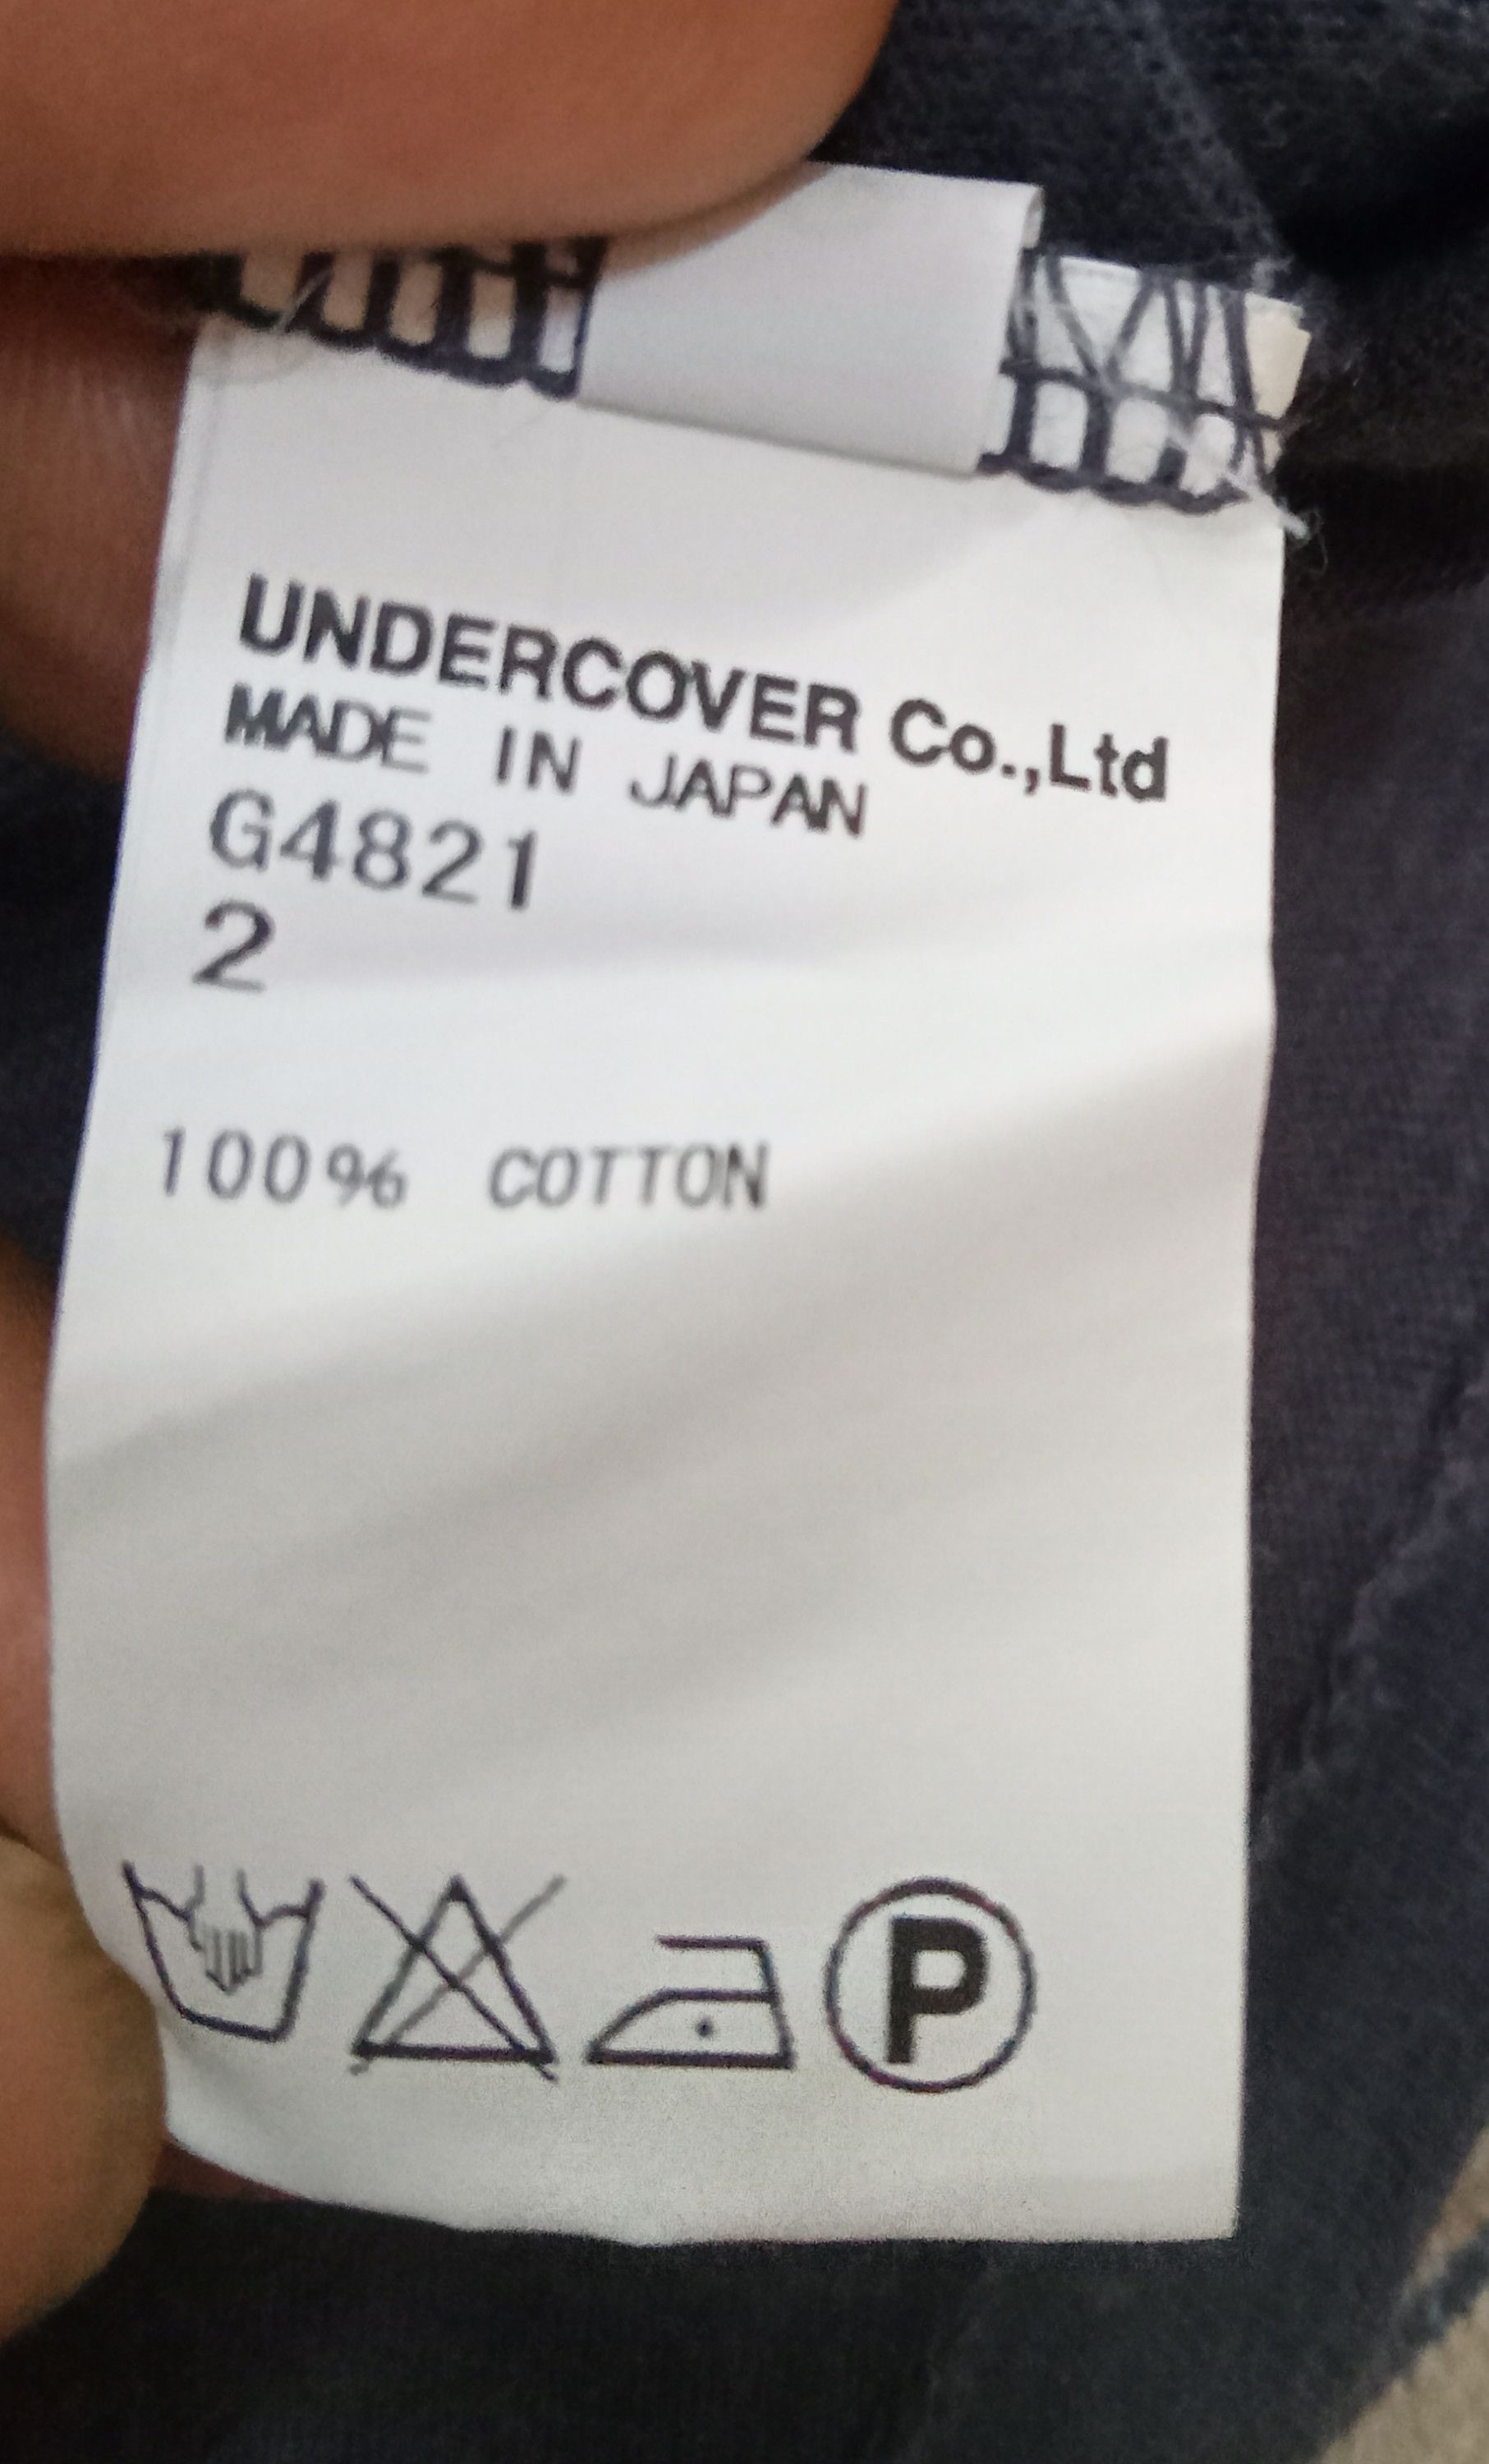 UNDERCOVER Co.,Ltd
MADE IN JAPAN
G4821
2
100% COTTON
P